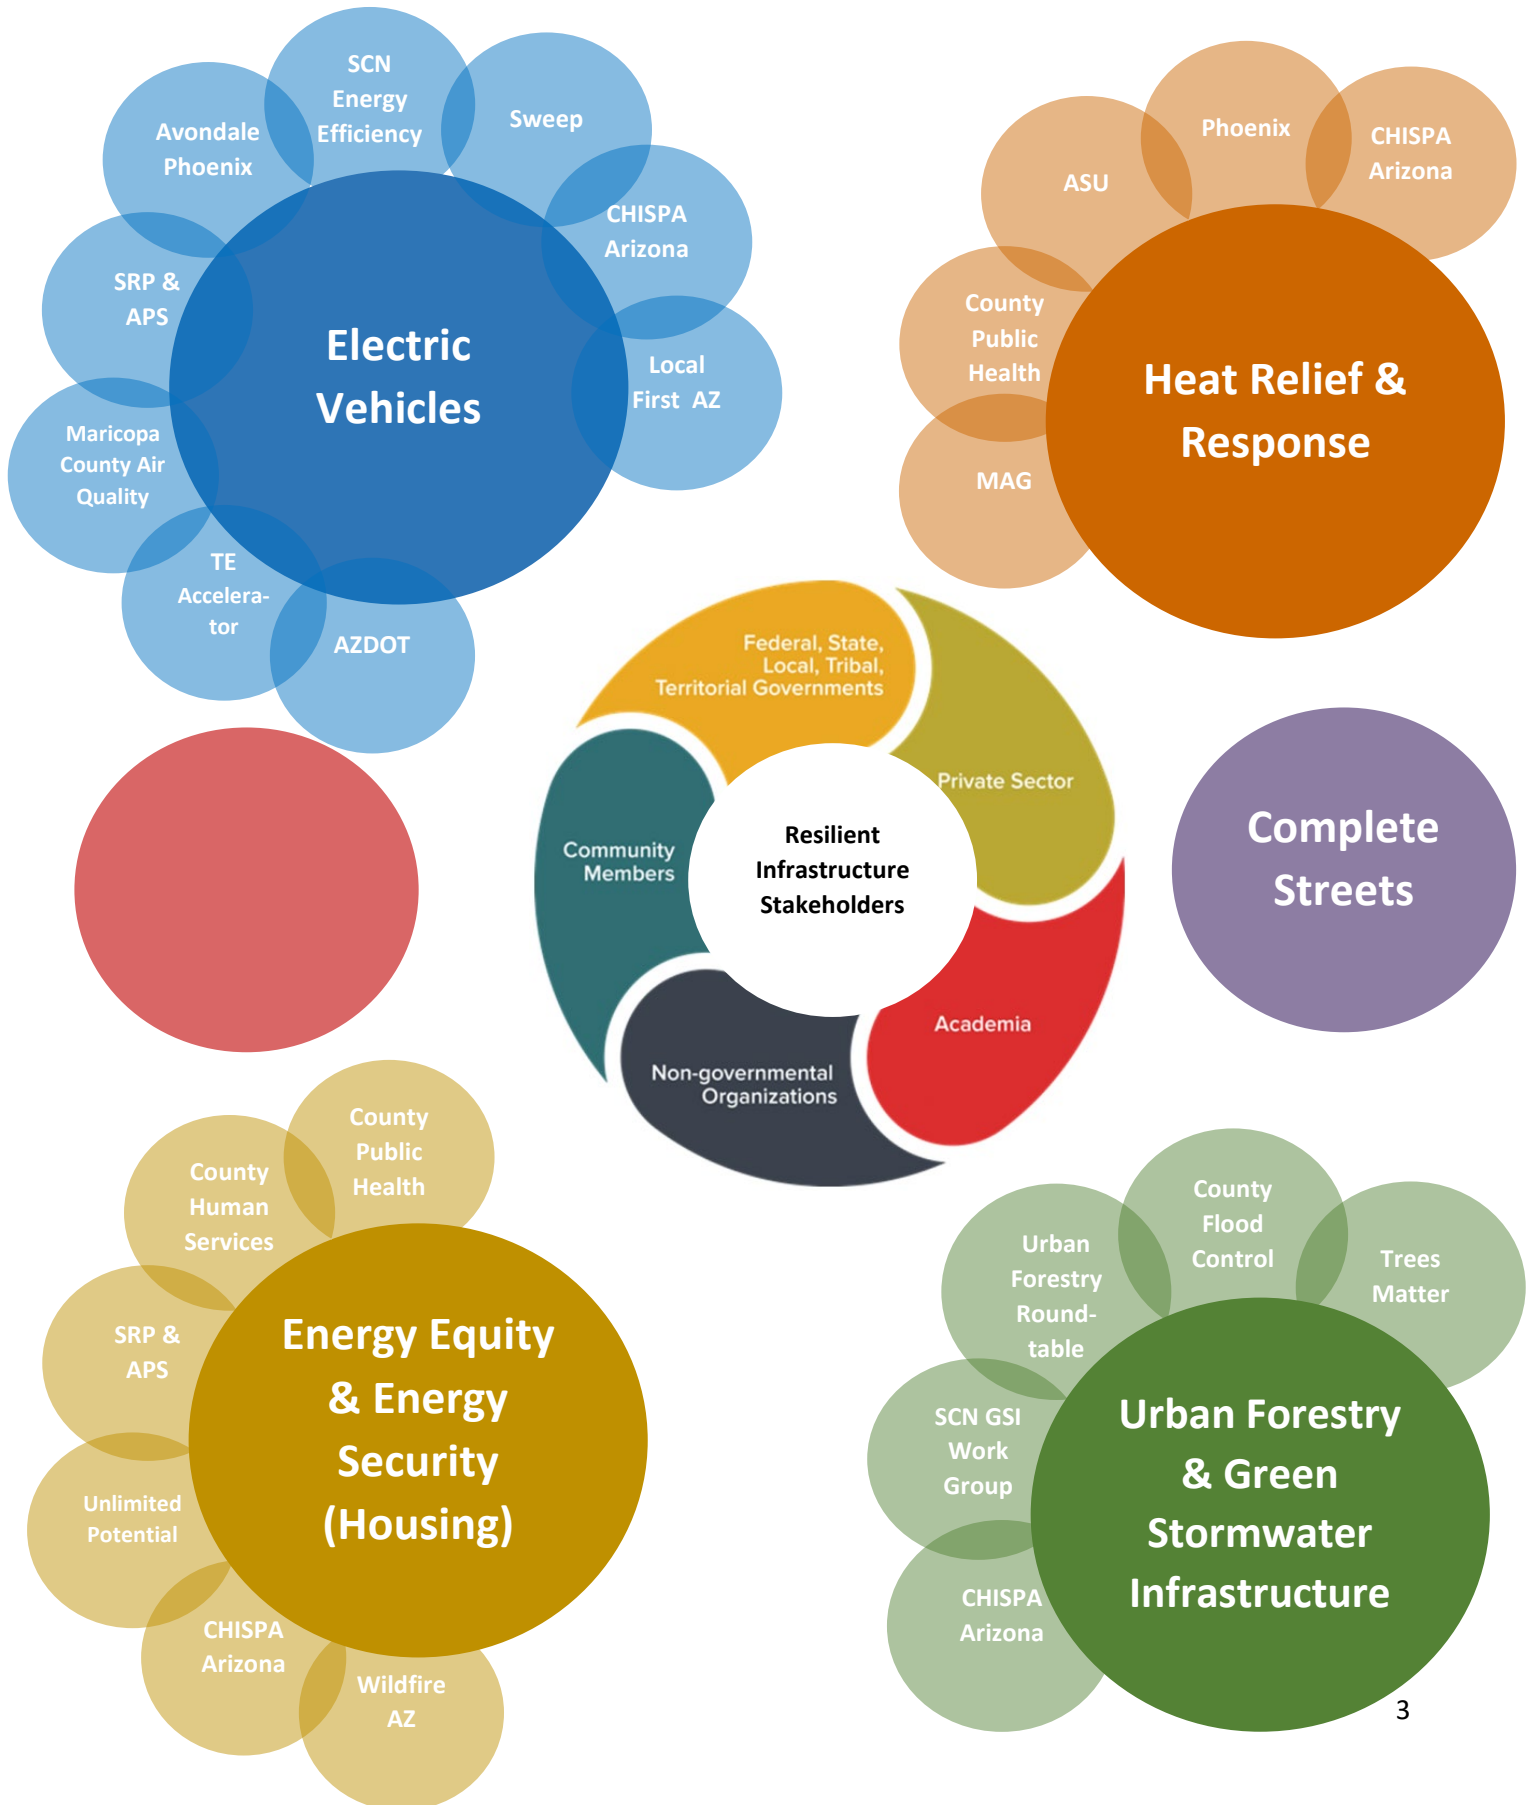 SCN
Energy
Efficiency
Sweep
Avondale
Phoenix
CHISPA
Arizona
SRP &
APS
Electric
Vehicles
Local
First  AZ
Maricopa
County Air
Quality
TE
Accelera-
tor
AZDOT
Phoenix
CHISPA
Arizona
ASU
County
Public
Health
MAG
Heat Relief &
Response
Federal, State,
Local, Tribal,
Territorial Governments
Private Sector
Community
Members
Resilient
Infrastructure
Stakeholders
Academia
Non-governmental
Organizations
Complete
Streets
County
Public
Health
County
Human
Services
SRP &
APS
Energy Equity
& Energy
Security
(Housing)
Unlimited
Potential
CHISPA
Arizona
Wildfire
AZ
County
Flood
Control
Urban
Forestry
Round-
table
Trees
Matter
SCN GSI
Work
Group
Urban Forestry
& Green
Stormwater
Infrastructure
CHISPA
Arizona
3